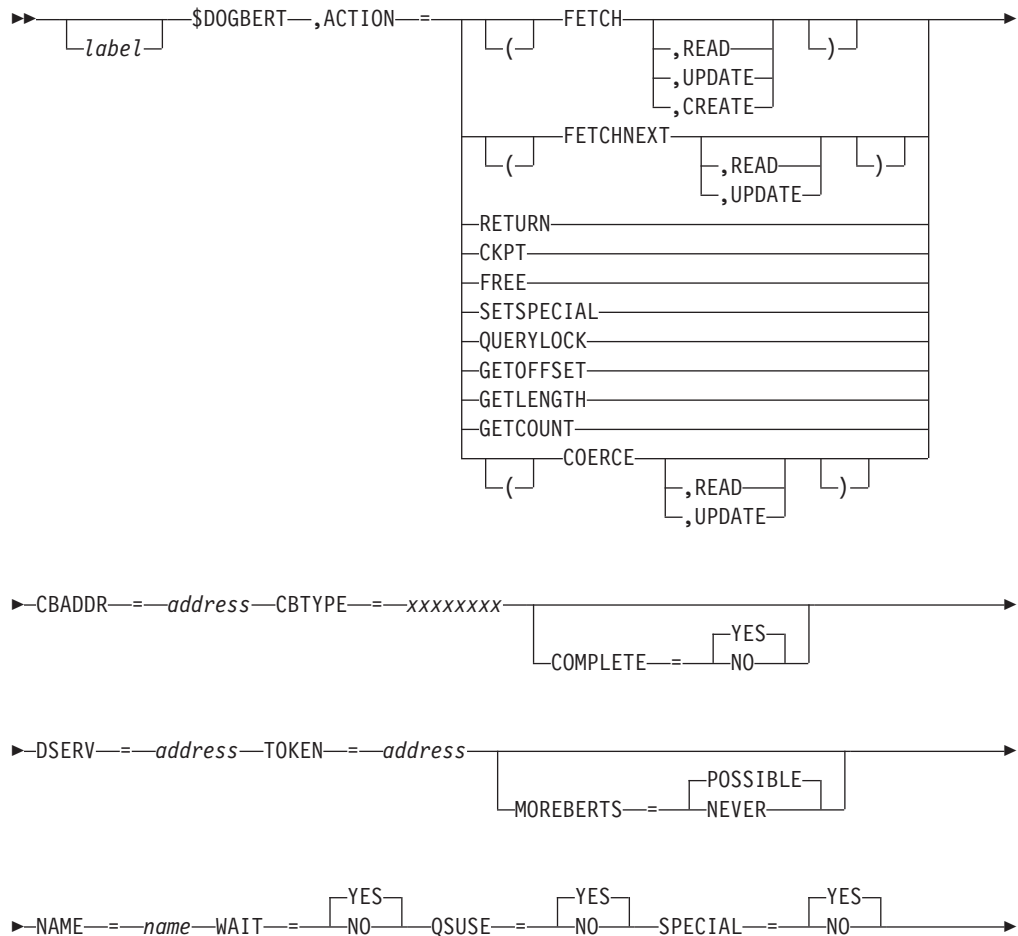 $DOGBERT ,ACTION = FETCH
label ( ,READ )
,UPDATE
,CREATE
FETCHNEXT
( ,READ )
,UPDATE
RETURN
CKPT
FREE
SETSPECIAL
QUERYLOCK
GETOFFSET
GETLENGTH
GETCOUNT
COERCE
( ,READ )
,UPDATE
CBADDR = address CBTYPE = xxxxxxxx
YES
COMPLETE = NO
DSERV = address TOKEN = address
POSSIBLE
MOREBERTS = NEVER
YES YES YES
NAME = name WAIT = NO QSUSE = NO SPECIAL = NO